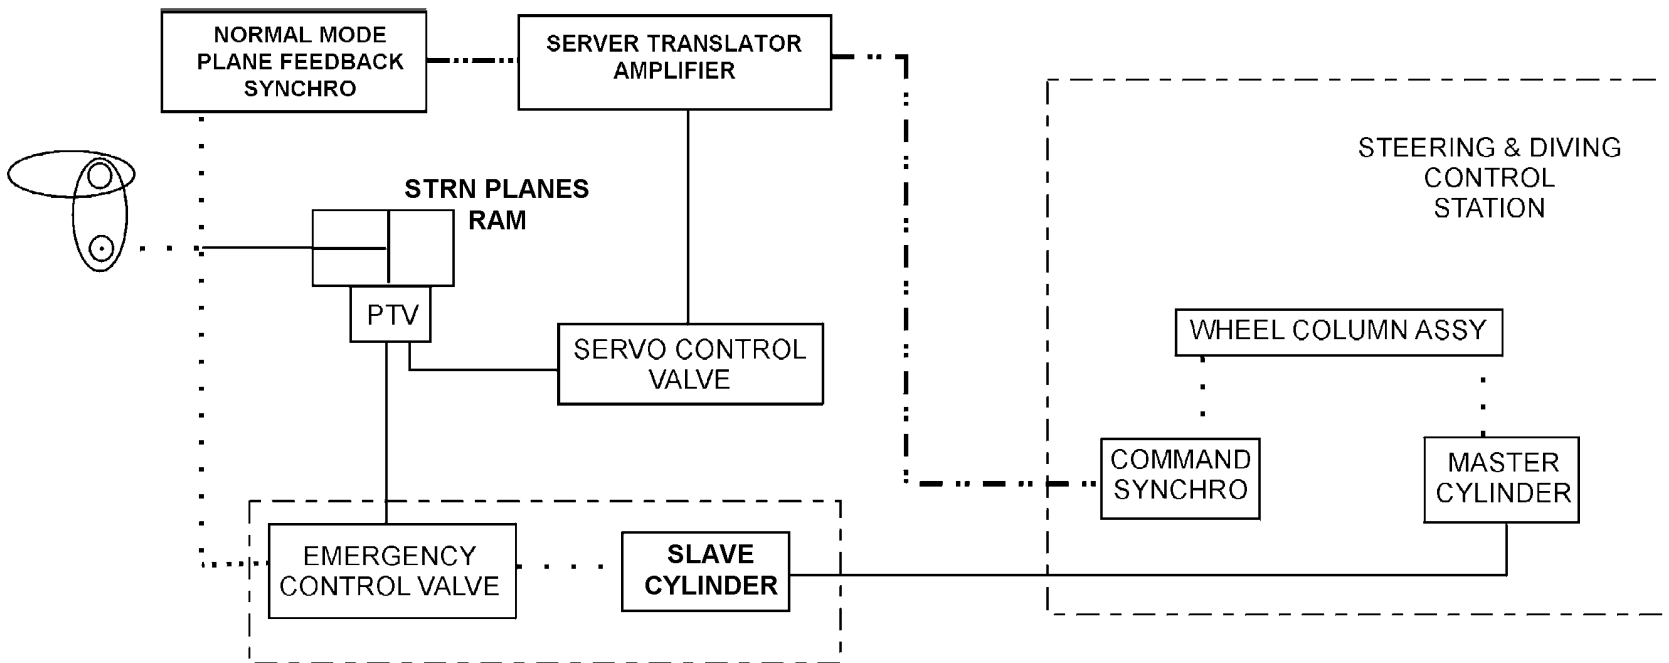 NORMAL MODE
PLANE FEEDBACK
SYNCHRO
SERVER TRANSLATOR
AMPLIFIER
STEERING & DIVING
CONTROL
STATION
STRN PLANES
RAM
PTV
SERVO CONTROL
VALVE
WHEEL COLUMN ASSY
COMMAND
SYNCHRO
MASTER
CYLINDER
EMERGENCY
CONTROL VALVE
SLAVE
CYLINDER